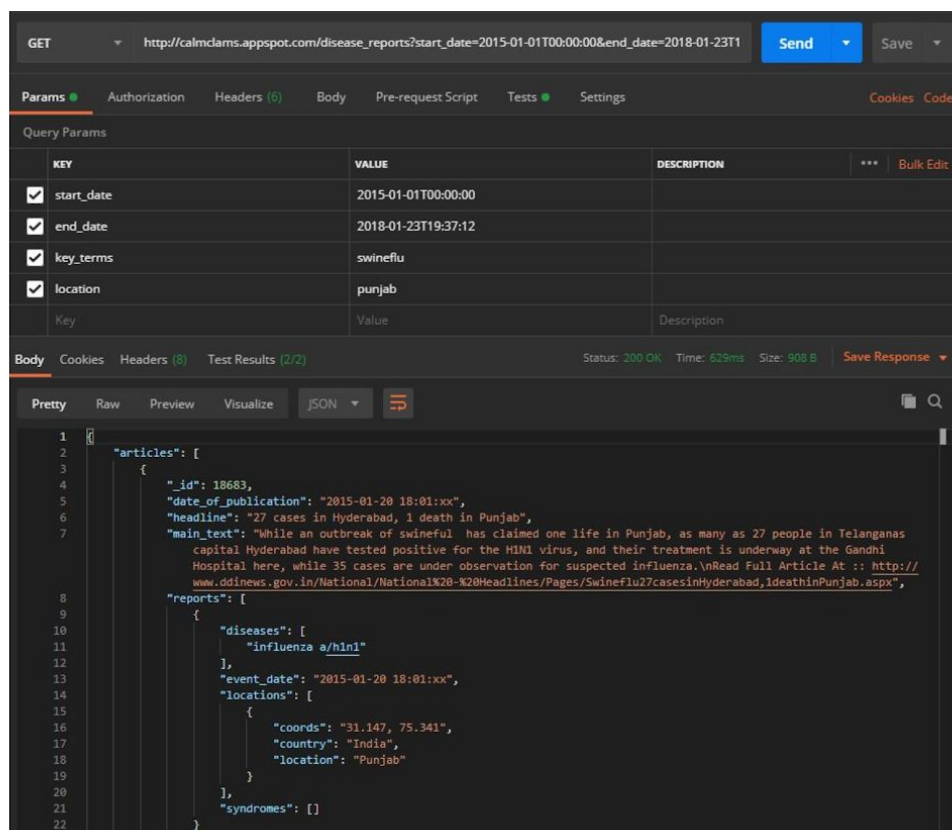 GET http://calmclams.appspot.com/disease_reports?start_date=2015-01-01T00:00:00&end_date=2018-01-23T1 Send Save
Params Authorization Headers (6) Body Pre-request Script Tests Settings Cookies Code
Query Params
KEY VALUE DESCRIPTION ••• Bulk Edit
start_date 2015-01-01T00:00:00
end_date 2018-01-23T19:37:12
key_terms swineflu
location punjab
Key Value Description
Body Cookies Headers (8) Test Results (2/2) Status: 200 OK Time: 629ms Size: 908 B Save Response
Pretty Raw Preview Visualize JSON
1 {
2 "articles": [
3 {
4 "_id": 18683,
5 "date_of_publication": "2015-01-20 18:01:xx",
6 "headline": "27 cases in Hyderabad, 1 death in Punjab",
7 "main_text": "While an outbreak of swineful  has claimed one life in Punjab, as many as 27 people in Telanganas
capital Hyderabad have tested positive for the H1N1 virus, and their treatment is underway at the Gandhi
Hospital here, while 35 cases are under observation for suspected influenza.\nRead Full Article At :: http://
www.ddinews.gov.in/National/National%20-%20Headlines/Pages/Swineflu27casesinHyderabad,1deathinPunjab.aspx",
8 "reports": [
9 {
10 "diseases": [
11 "influenza a/h1n1"
12 ],
13 "event_date": "2015-01-20 18:01:xx",
14 "locations": [
15 {
16 "coords": "31.147, 75.341",
17 "country": "India",
18 "location": "Punjab"
19 }
20 ],
21 "syndromes": []
22 }